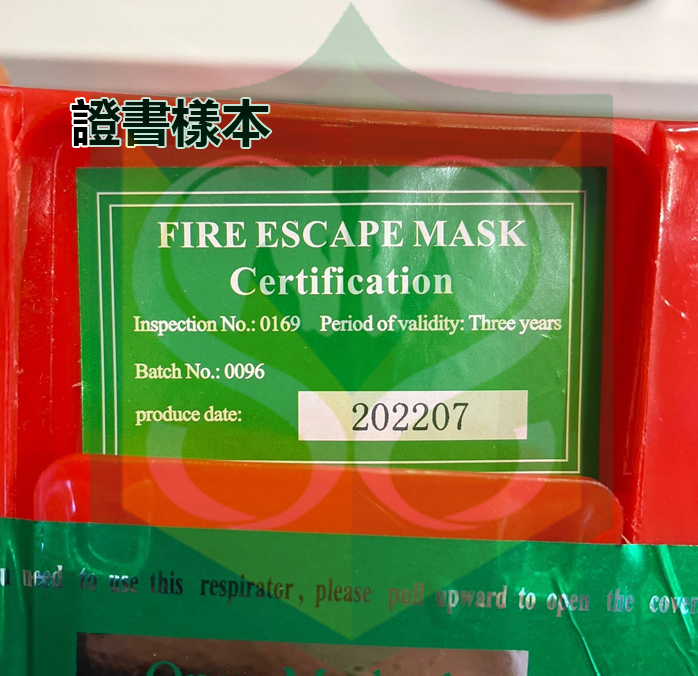 證書樣本
FIRE ESCAPE MASK
Certification
Inspection No.: 0169 Period of validity: Three years
Batch No.: 0096
produce date: 202207
need to use this respirator, please pull upward to open the cover